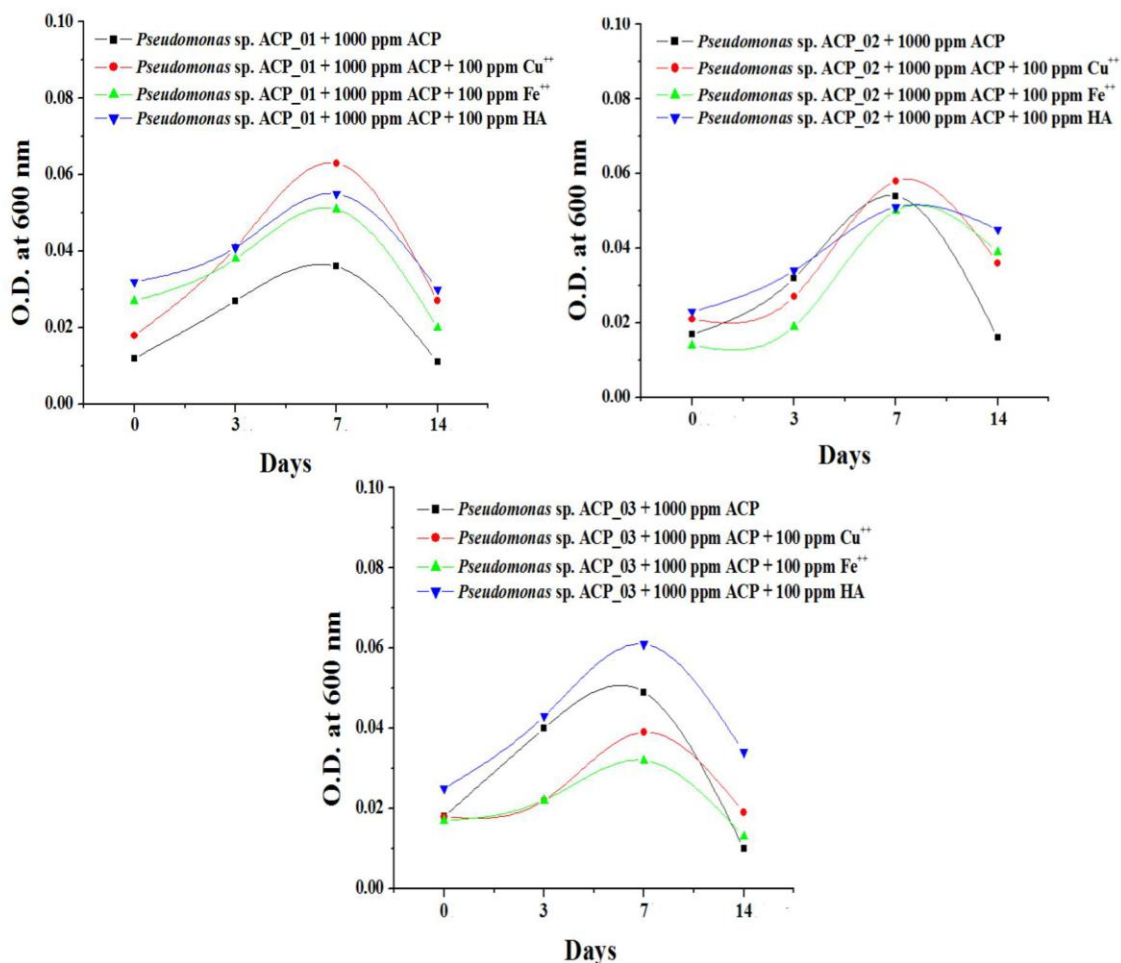 0.10
0.08
0.06
0.04
0.02
0.00
O.D. at 600 nm
Pseudomonas sp. ACP_01 + 1000 ppm ACP
Pseudomonas sp. ACP_01 + 1000 ppm ACP + 100 ppm Cu++
Pseudomonas sp. ACP_01 + 1000 ppm ACP + 100 ppm Fe++
Pseudomonas sp. ACP_01 + 1000 ppm ACP + 100 ppm HA
0 3 7 14
Days
0.10
0.08
0.06
0.04
0.02
0.00
O.D. at 600 nm
Pseudomonas sp. ACP_02 + 1000 ppm ACP
Pseudomonas sp. ACP_02 + 1000 ppm ACP + 100 ppm Cu++
Pseudomonas sp. ACP_02 + 1000 ppm ACP + 100 ppm Fe++
Pseudomonas sp. ACP_02 + 1000 ppm ACP + 100 ppm HA
0 3 7 14
Days
0.10
0.08
0.06
0.04
0.02
0.00
O.D. at 600 nm
Pseudomonas sp. ACP_03 + 1000 ppm ACP
Pseudomonas sp. ACP_03 + 1000 ppm ACP + 100 ppm Cu++
Pseudomonas sp. ACP_03 + 1000 ppm ACP + 100 ppm Fe++
Pseudomonas sp. ACP_03 + 1000 ppm ACP + 100 ppm HA
0 3 7 14
Days